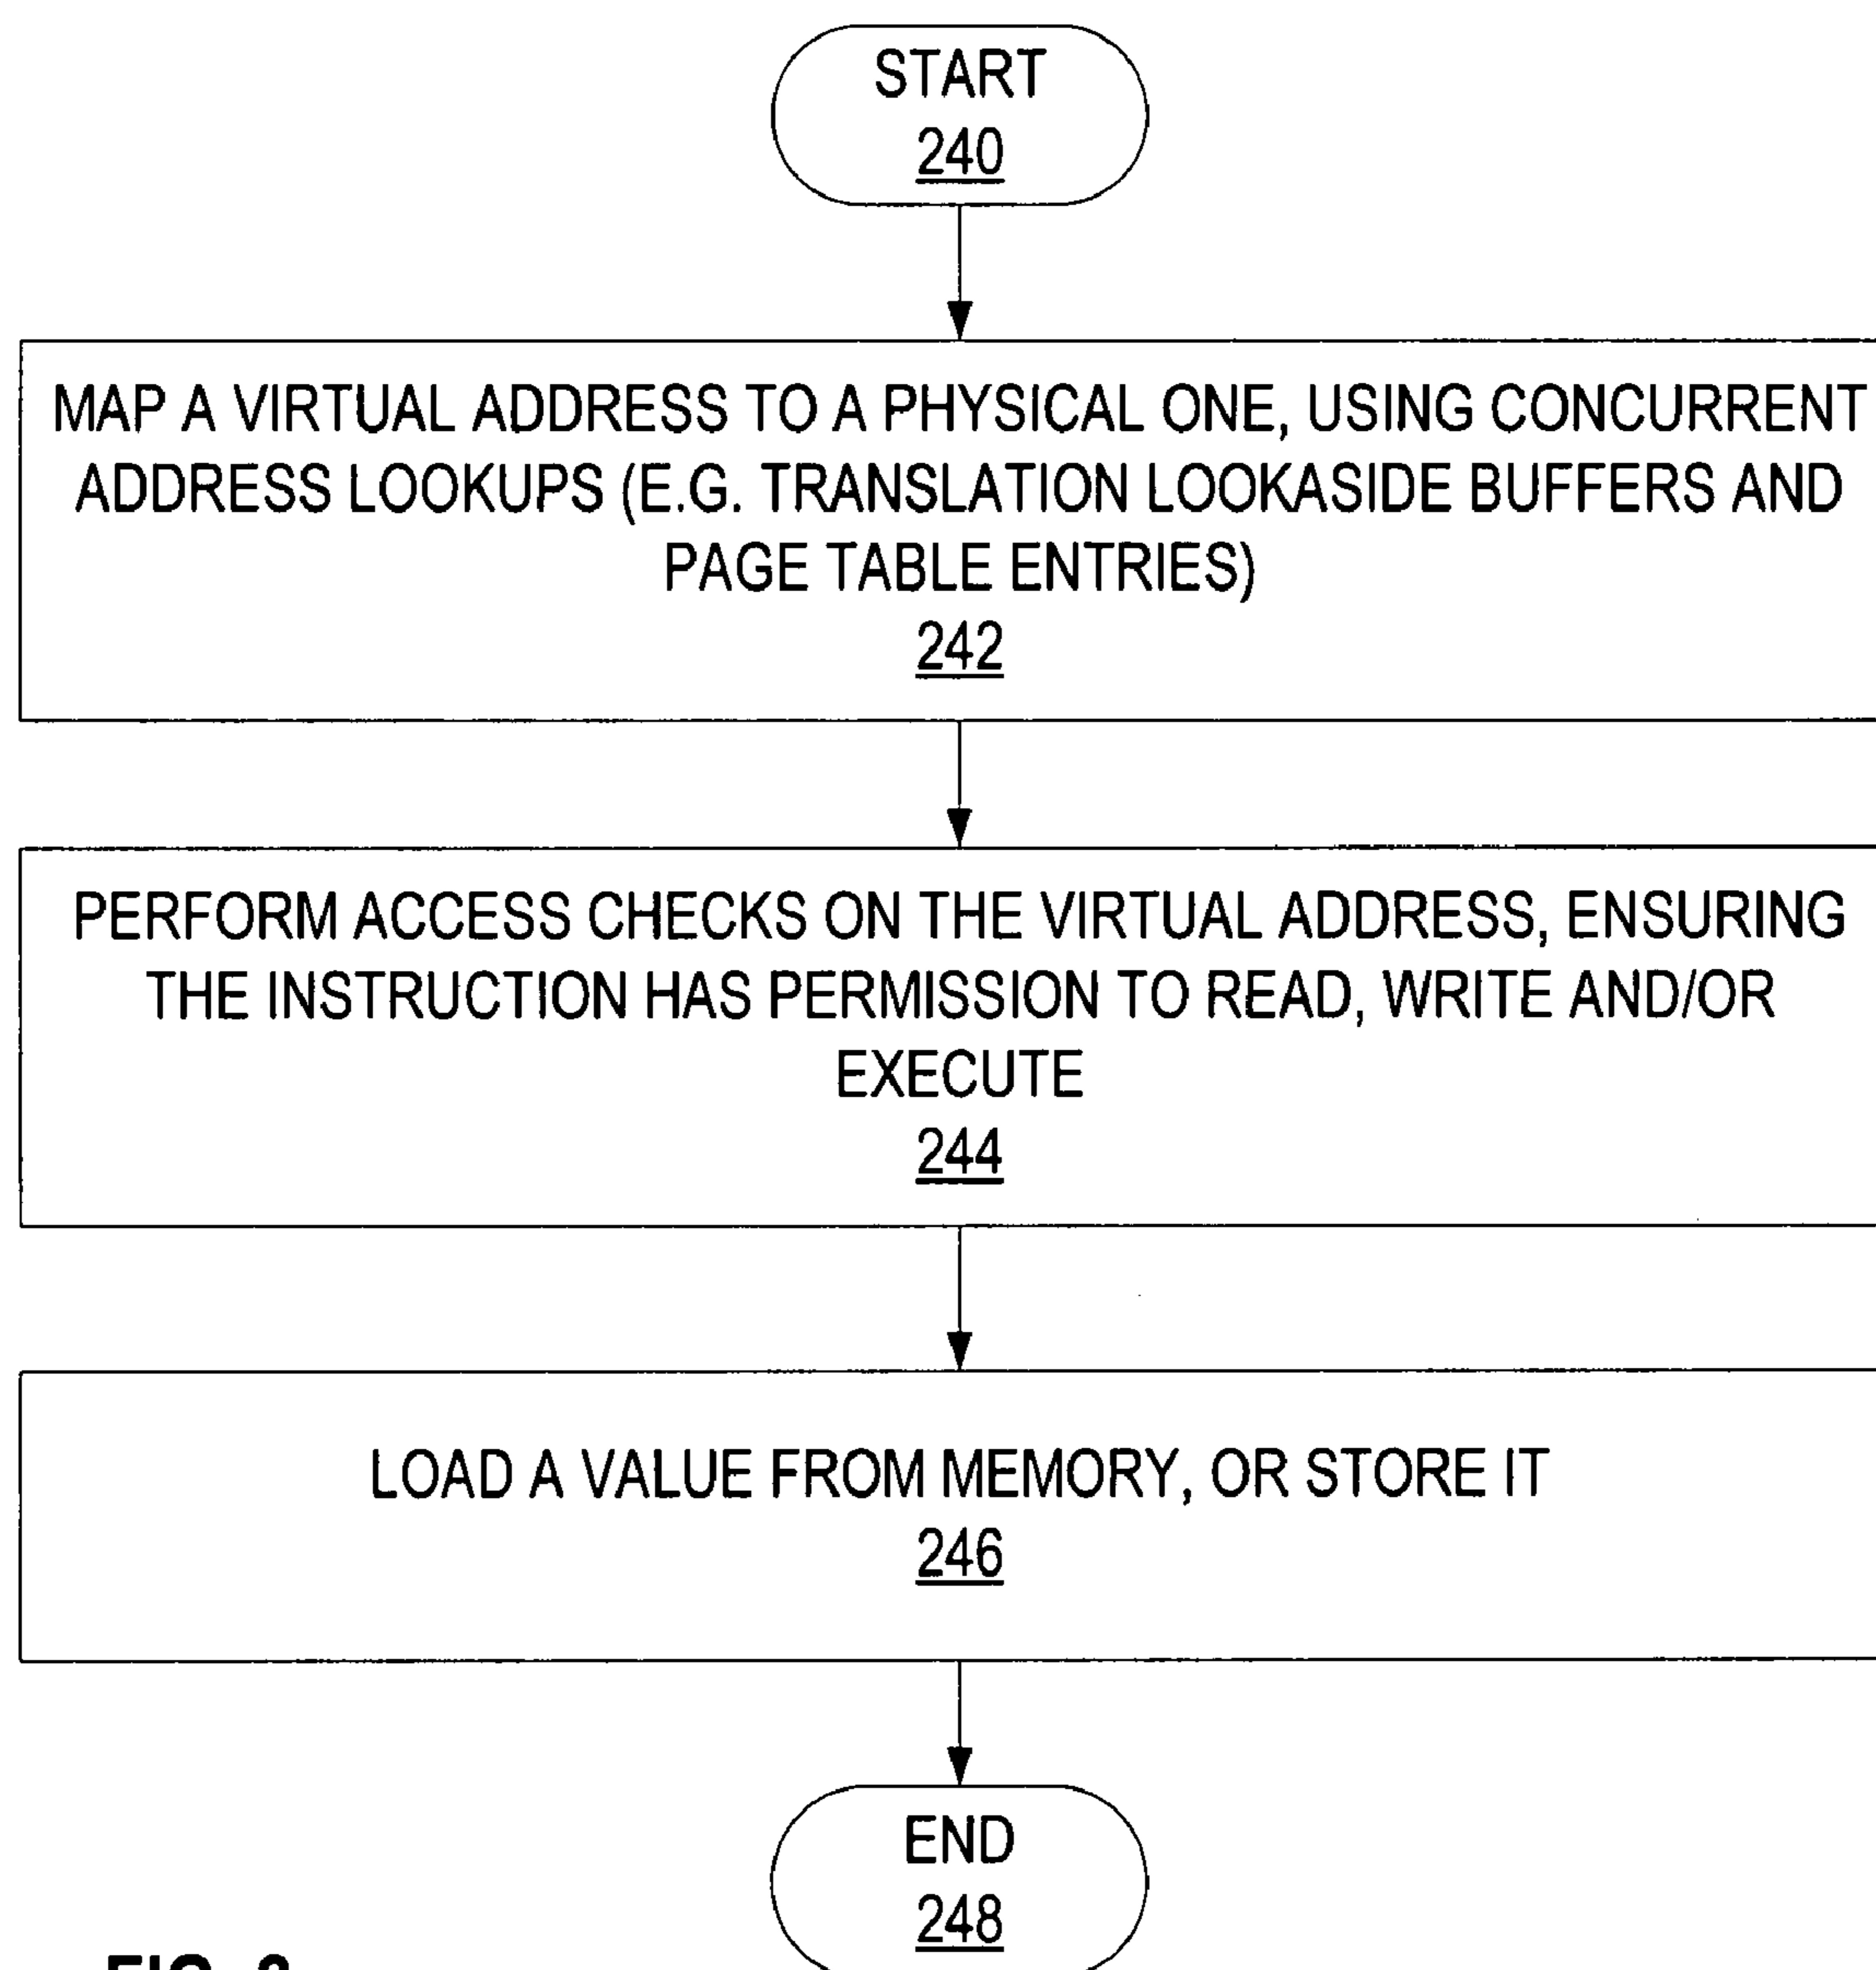 START
240
MAP A VIRTUAL ADDRESS TO A PHYSICAL ONE, USING CONCURRENT
ADDRESS LOOKUPS (E.G. TRANSLATION LOOKASIDE BUFFERS AND
PAGE TABLE ENTRIES)
242
PERFORM ACCESS CHECKS ON THE VIRTUAL ADDRESS, ENSURING
THE INSTRUCTION HAS PERMISSION TO READ, WRITE AND/OR
EXECUTE
244
LOAD A VALUE FROM MEMORY, OR STORE IT
246
END
248
FIG.